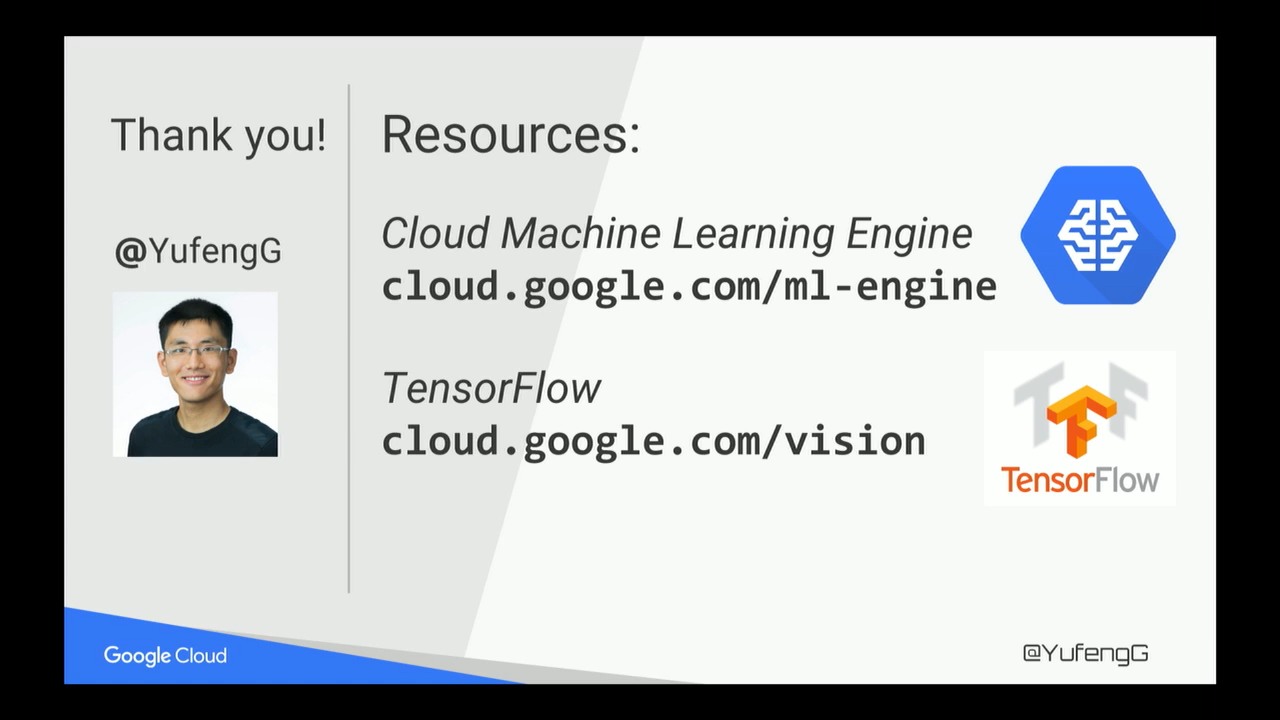 Thank you!
@YufengG
Resources:
Cloud Machine Learning Engine
cloud.google.com/ml-engine
TensorFlow
cloud.google.com/vision
TensorFlow
Google Cloud
@YufengG